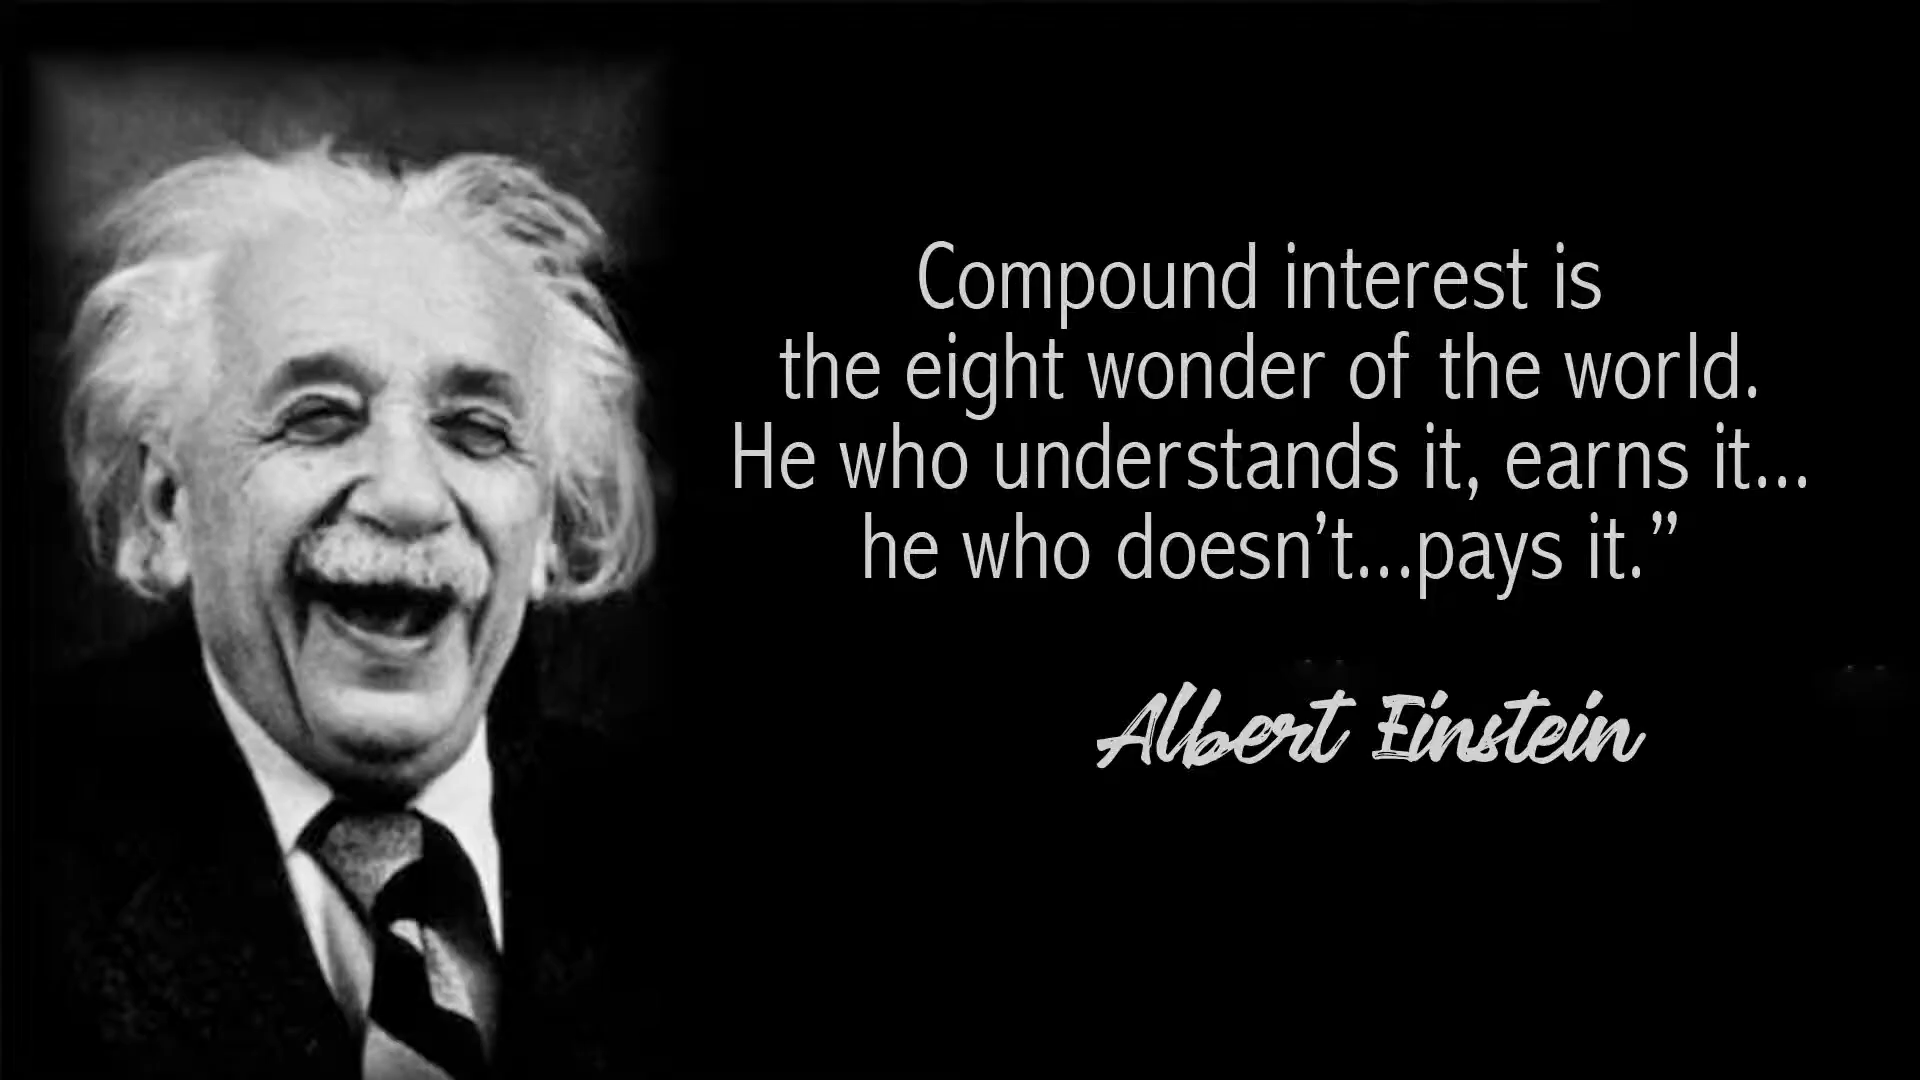 Compound interest is
the eight wonder of the world.
He who understands it, earns it...
he who doesn’t...pays it.”
Albert Einstein